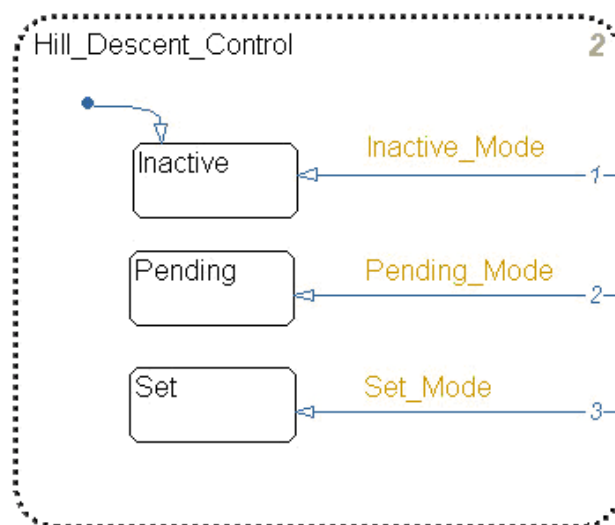 Hill_Descent_Control 2
Inactive
Inactive_Mode
1
Pending
Pending_Mode
2
Set
Set_Mode
3